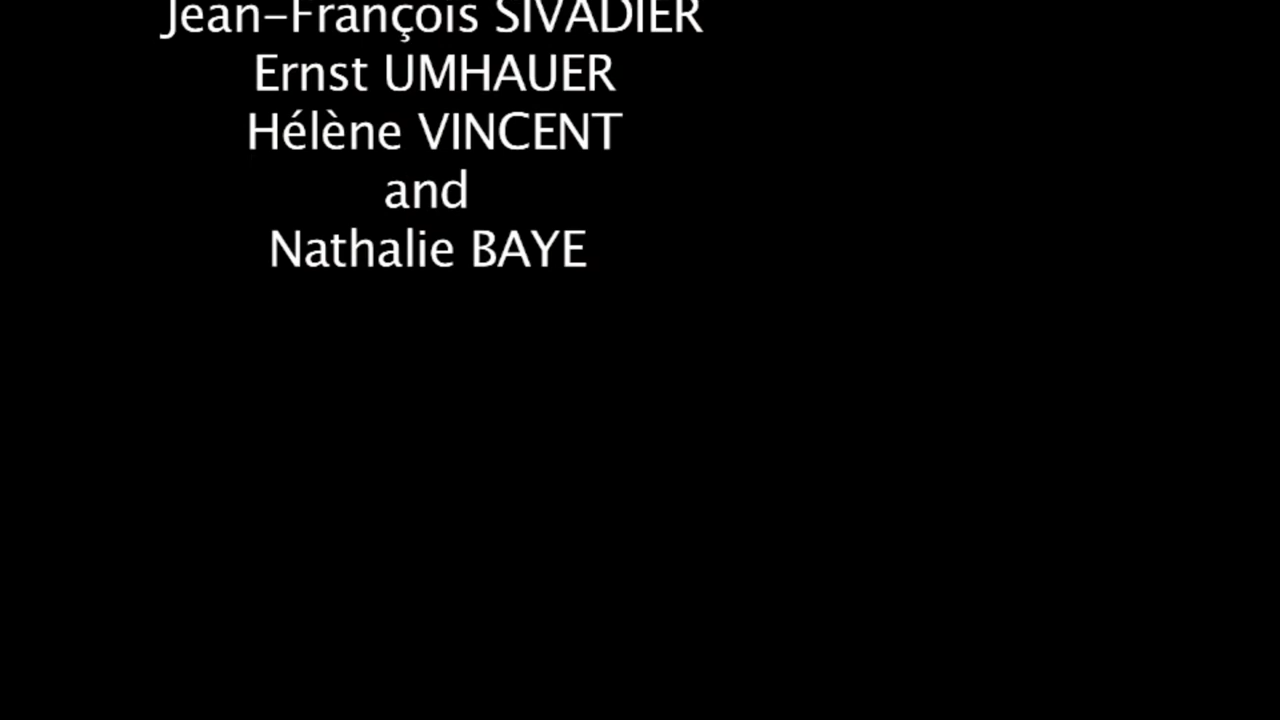 Jean-François SIVADIER
Ernst UMHAUER
Hélène VINCENT
and
Nathalie BAYE